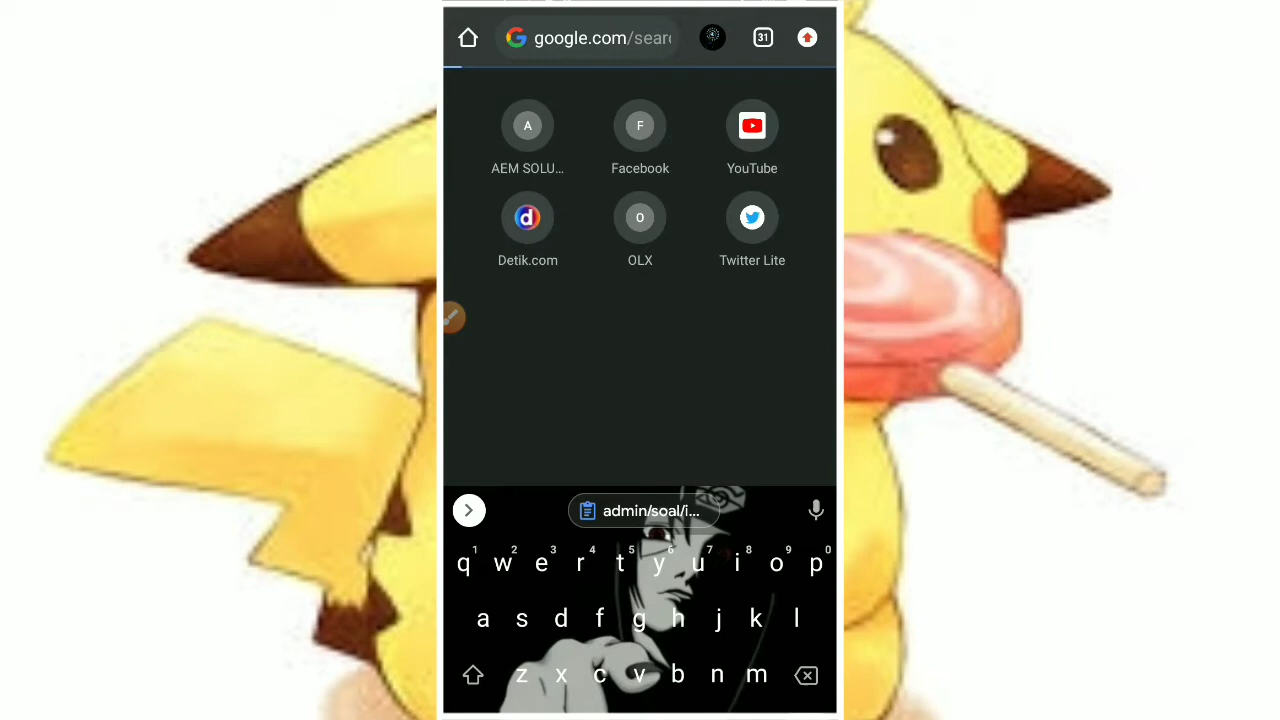 google.com/sear
31
A F
AEM SOLU... Facebook YouTube
d O
Detik.com OLX Twitter Lite
admin/soal/i...
1 2 3 4 5 6 7 8 9 0
q w e r t y u i o p
a s d f g h j k l
z x c v b n m